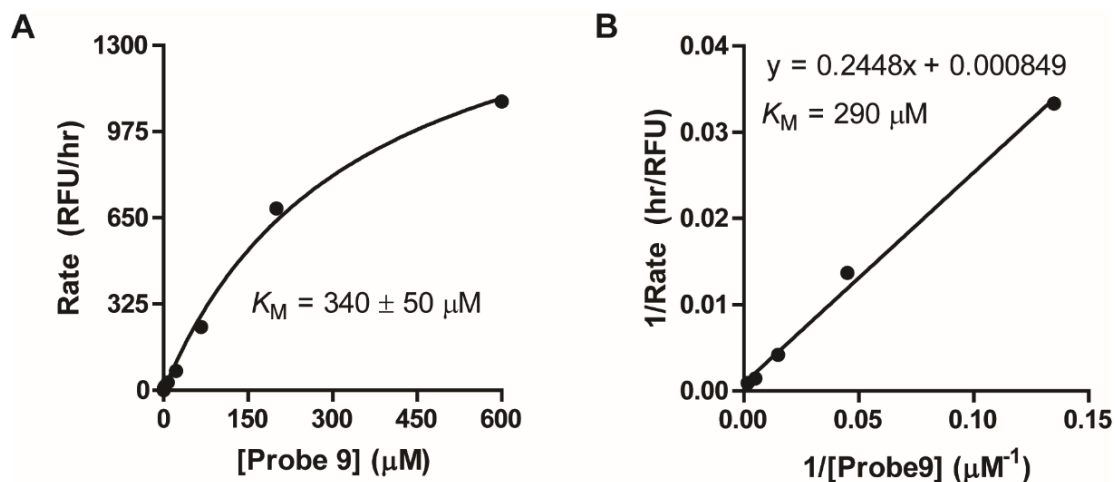 A
Rate (RFU/hr)
1300
975
650
325
0
K_M = 340 ± 50 μM
0 150 300 450 600
[Probe 9] (μM)
B
1/Rate (hr/RFU)
0.04
0.03
0.02
0.01
0.00
y = 0.2448x + 0.000849
K_M = 290 μM
0.00 0.05 0.10 0.15
1/[Probe9] (μM⁻¹)